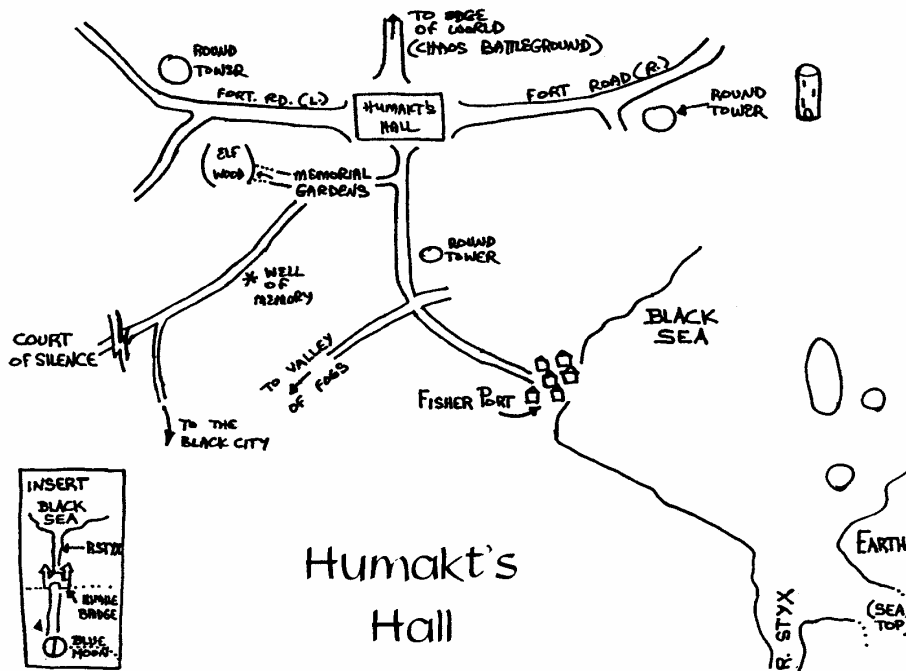 TO EDGE
OF WORLD
(CHAOS BATTLEGROUND)
ROUND
TOWER
FORT. RD. (L.)
HUMAKT'S
HALL
FORT ROAD (R.)
ROUND
TOWER
(ELF
WOOD)
MEMORIAL
GARDENS
ROUND
TOWER
* WELL
OF
MEMORY
COURT
OF SILENCE
TO VALLEY
OF FOGS
BLACK
SEA
FISHER PORT
TO THE
BLACK CITY
INSERT
BLACK
SEA
R. STYX
BLUE
MOON
Humakt's
Hall
R. STYX
EARTH
(SEA
TOP)